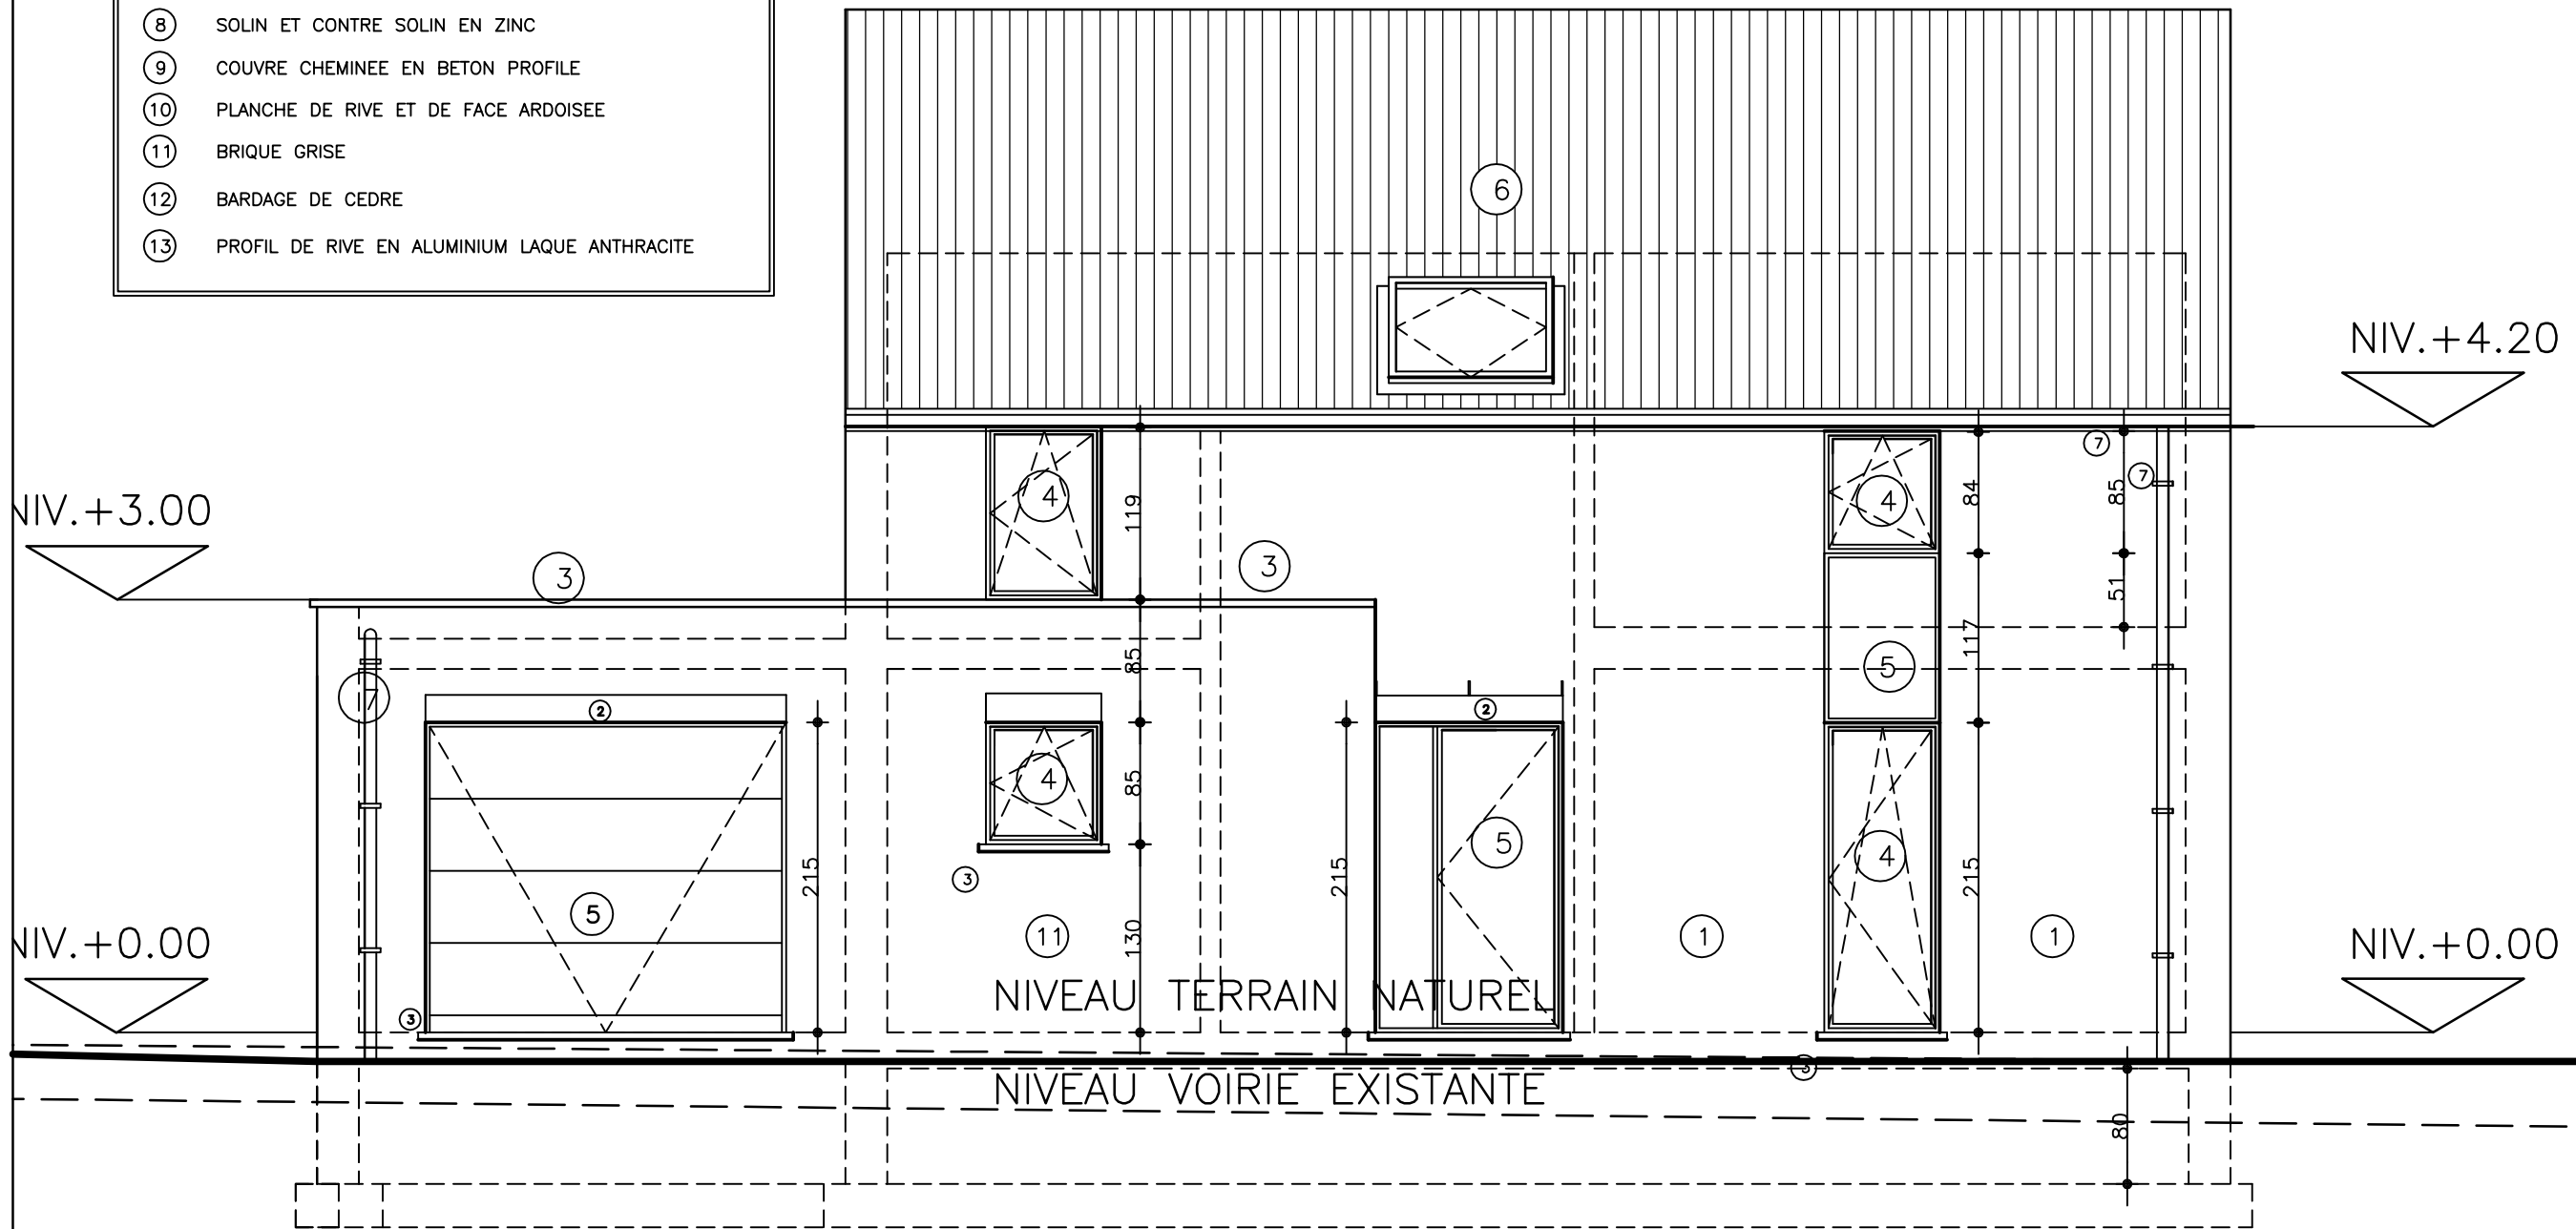 8 SOLIN ET CONTRE SOLIN EN ZINC
9 COUVRE CHEMINEE EN BETON PROFILE
10 PLANCHE DE RIVE ET DE FACE ARDOISEE
11 BRIQUE GRISE
12 BARDAGE DE CEDRE
13 PROFIL DE RIVE EN ALUMINIUM LAQUE ANTHRACITE
6
NIV.+4.20
7
7
4
4
84
85
119
NIV.+3.00
3
3
51
117
85
5
7
2
2
4
85
5
4
215
215
215
3
5
11
130
1
1
NIV.+0.00
NIV.+0.00
NIVEAU TERRAIN NATUREL
3
3
NIVEAU VOIRIE EXISTANTE
80